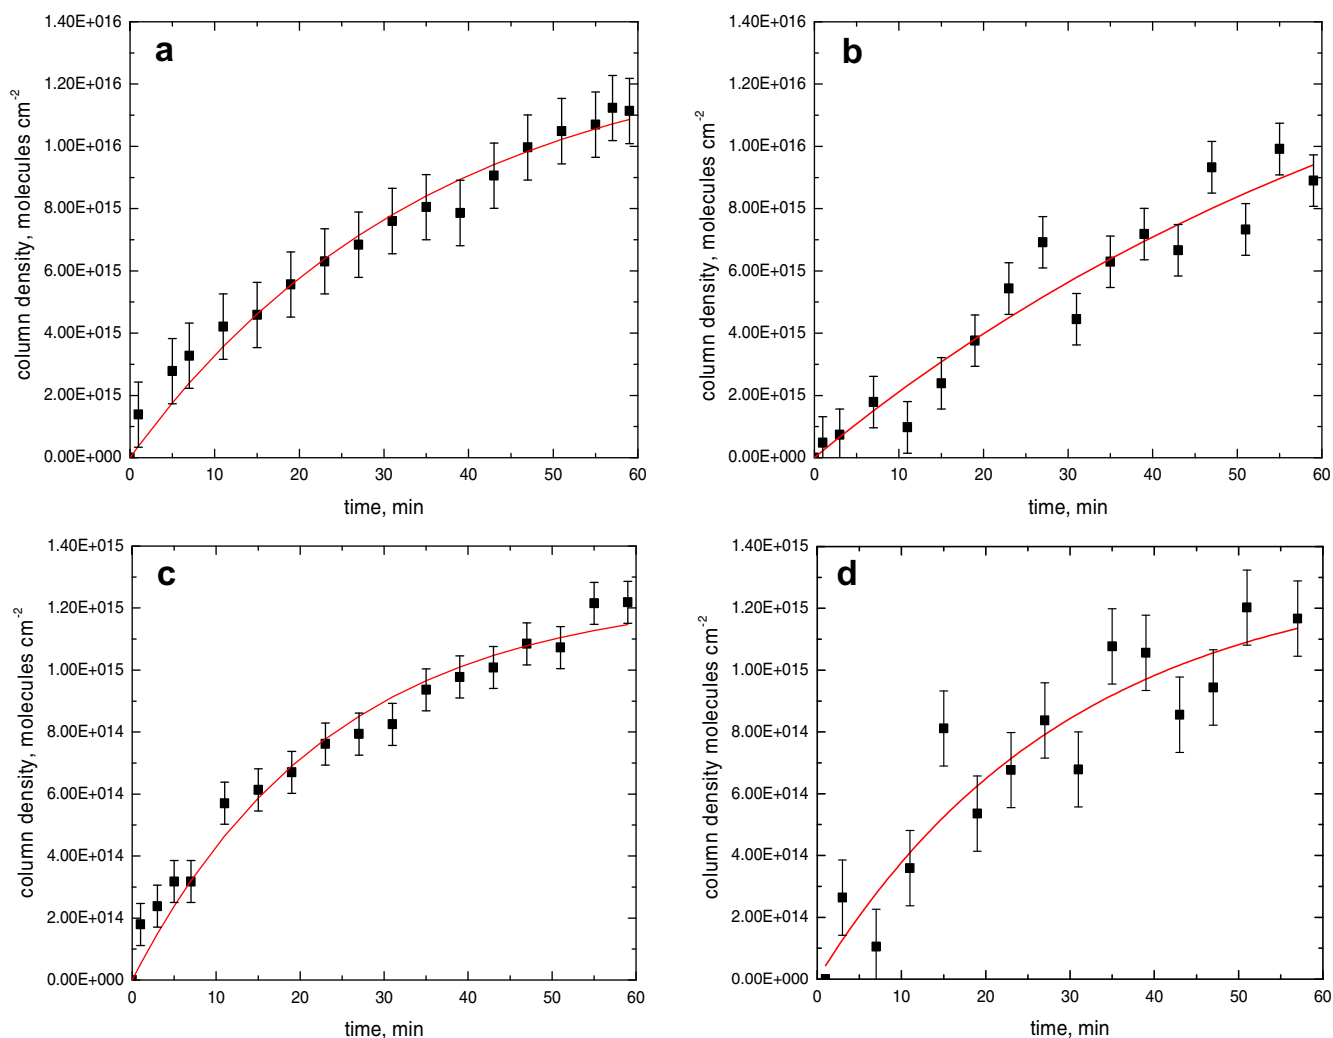 a
1.40E+016
1.20E+016
1.00E+016
8.00E+015
6.00E+015
4.00E+015
2.00E+015
0.00E+000
column density, molecules cm-2
0 10 20 30 40 50 60
time, min
b
1.40E+016
1.20E+016
1.00E+016
8.00E+015
6.00E+015
4.00E+015
2.00E+015
0.00E+000
column density, molecules cm-2
0 10 20 30 40 50 60
time, min
c
1.40E+015
1.20E+015
1.00E+015
8.00E+014
6.00E+014
4.00E+014
2.00E+014
0.00E+000
column density, molecules cm-2
0 10 20 30 40 50 60
time, min
d
1.40E+015
1.20E+015
1.00E+015
8.00E+014
6.00E+014
4.00E+014
2.00E+014
0.00E+000
column density molecules cm-2
0 10 20 30 40 50 60
time, min